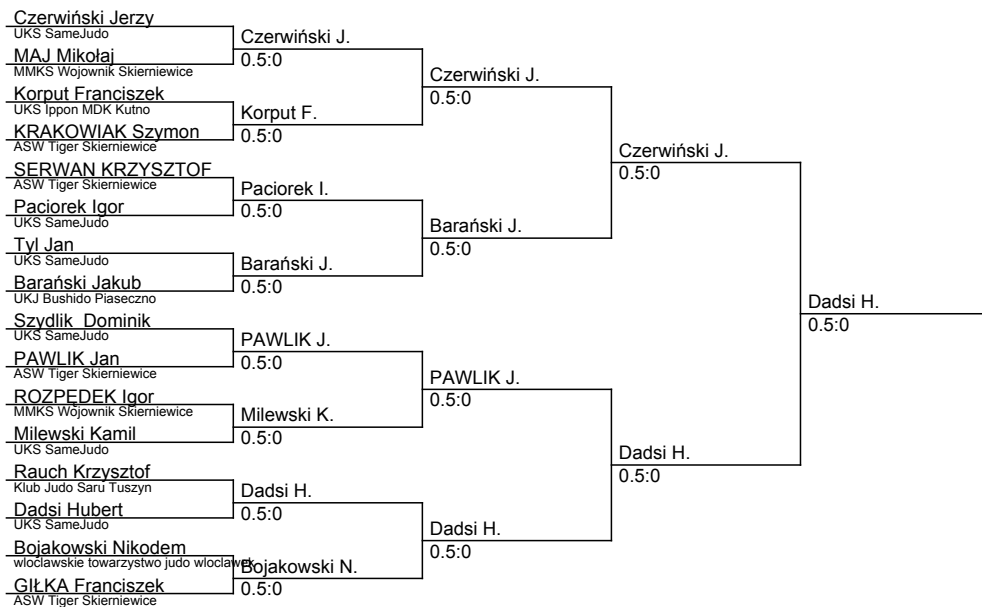 Czerwiński Jerzy
UKS SameJudo
MAJ Mikołaj
MMKS Wojownik Skierniewice
Korput Franciszek
UKS Ippon MDK Kutno
KRAKOWIAK Szymon
ASW Tiger Skierniewice
SERWAN KRZYSZTOF
ASW Tiger Skierniewice
Paciorek Igor
UKS SameJudo
Tyl Jan
UKS SameJudo
Barański Jakub
UKJ Bushido Piaseczno
Szydlik Dominik
UKS SameJudo
PAWLIK Jan
ASW Tiger Skierniewice
ROZPĘDEK Igor
MMKS Wojownik Skierniewice
Milewski Kamil
UKS SameJudo
Rauch Krzysztof
Klub Judo Saru Tuszyn
Dadsi Hubert
UKS SameJudo
Bojakowski Nikodem
wloclawskie towarzystwo judo wloclawek
GIŁKA Franciszek
ASW Tiger Skierniewice
Czerwiński J.
0.5:0
Korput F.
0.5:0
Paciorek I.
0.5:0
Barański J.
0.5:0
PAWLIK J.
0.5:0
Milewski K.
0.5:0
Dadsi H.
0.5:0
Bojakowski N.
0.5:0
Czerwiński J.
0.5:0
Barański J.
0.5:0
PAWLIK J.
0.5:0
Dadsi H.
0.5:0
Czerwiński J.
0.5:0
Dadsi H.
0.5:0
Dadsi H.
0.5:0